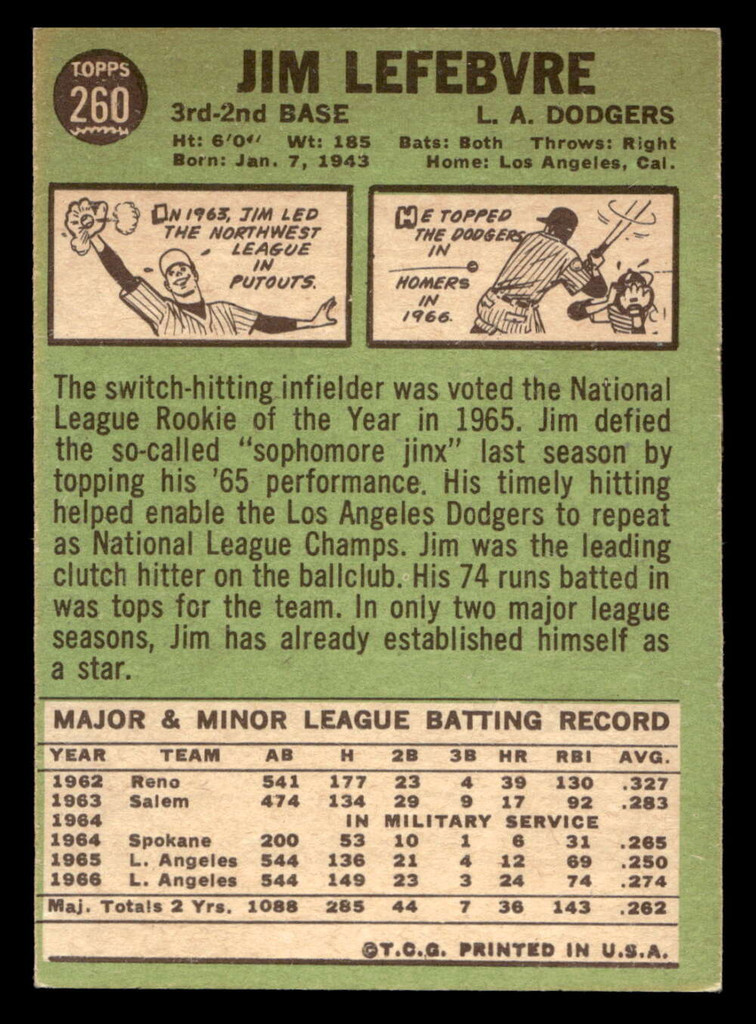 TOPPS
260
JIM LEFEBVRE
3rd-2nd BASE L. A. DODGERS
Ht: 6'0" Wt: 185 Bats: Both Throws: Right
Born: Jan. 7, 1943 Home: Los Angeles, Cal.
IN 1963, JIM LED
THE NORTHWEST
LEAGUE
IN
PUTOUTS.
HE TOPPED
THE DODGERS
IN
HOMERS
IN
1966.
The switch-hitting infielder was voted the National
League Rookie of the Year in 1965. Jim defied
the so-called "sophomore jinx" last season by
topping his '65 performance. His timely hitting
helped enable the Los Angeles Dodgers to repeat
as National League Champs. Jim was the leading
clutch hitter on the ballclub. His 74 runs batted in
was tops for the team. In only two major league
seasons, Jim has already established himself as
a star.
MAJOR & MINOR LEAGUE BATTING RECORD
YEAR TEAM AB H 2B 3B HR RBI AVG.
1962 Reno 541 177 23 4 39 130 .327
1963 Salem 474 134 29 9 17 92 .283
1964 IN MILITARY SERVICE
1964 Spokane 200 53 10 1 6 31 .265
1965 L. Angeles 544 136 21 4 12 69 .250
1966 L. Angeles 544 149 23 3 24 74 .274
Maj. Totals 2 Yrs. 1088 285 44 7 36 143 .262
©T.C.G. PRINTED IN U.S.A.